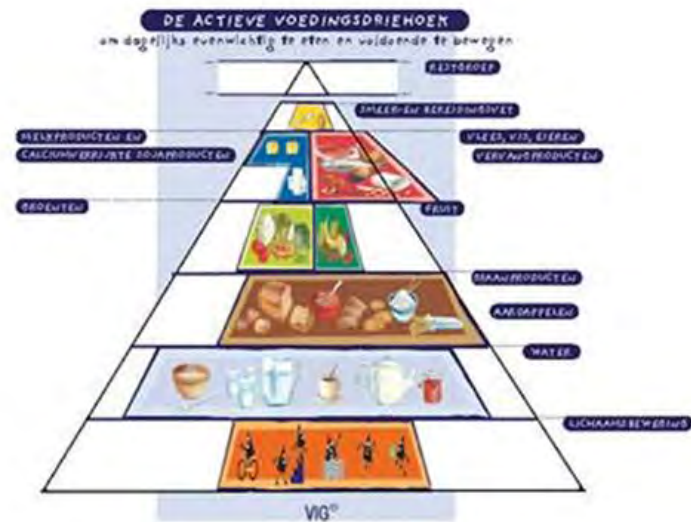 DE ACTIEVE VOEDINGSDRIEHOEK
om dagelijks evenwichtig te eten en voldoende te bewegen
RESTGROEP
SMEER- EN BEREIDINGSVET
MELKPRODUCTEN EN
CALCIUMVERRIJKTE SOJAPRODUCTEN
VLEES, VIS, EIEREN
VERVANGPRODUCTEN
GROENTEN
FRUIT
GRAANPRODUCTEN
AARDAPPELEN
WATER
LICHAAMSBEWEGING
VIG®